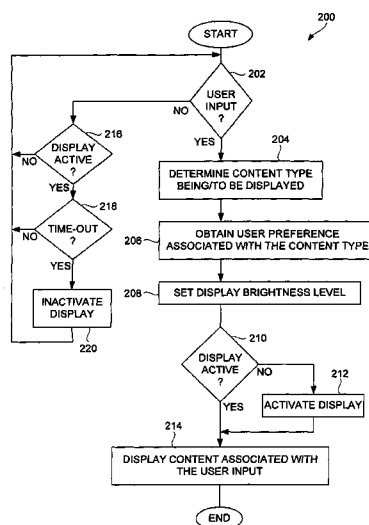 200
START
202
USER
INPUT
?
NO
YES
216
DISPLAY
ACTIVE
?
NO
YES
218
TIME-OUT
?
NO
YES
INACTIVATE
DISPLAY
220
204
DETERMINE CONTENT TYPE
BEING/TO BE DISPLAYED
206
OBTAIN USER PREFERENCE
ASSOCIATED WITH THE CONTENT TYPE
208
SET DISPLAY BRIGHTNESS LEVEL
210
DISPLAY
ACTIVE
?
NO
YES
212
ACTIVATE DISPLAY
214
DISPLAY CONTENT ASSOCIATED WITH
THE USER INPUT
END